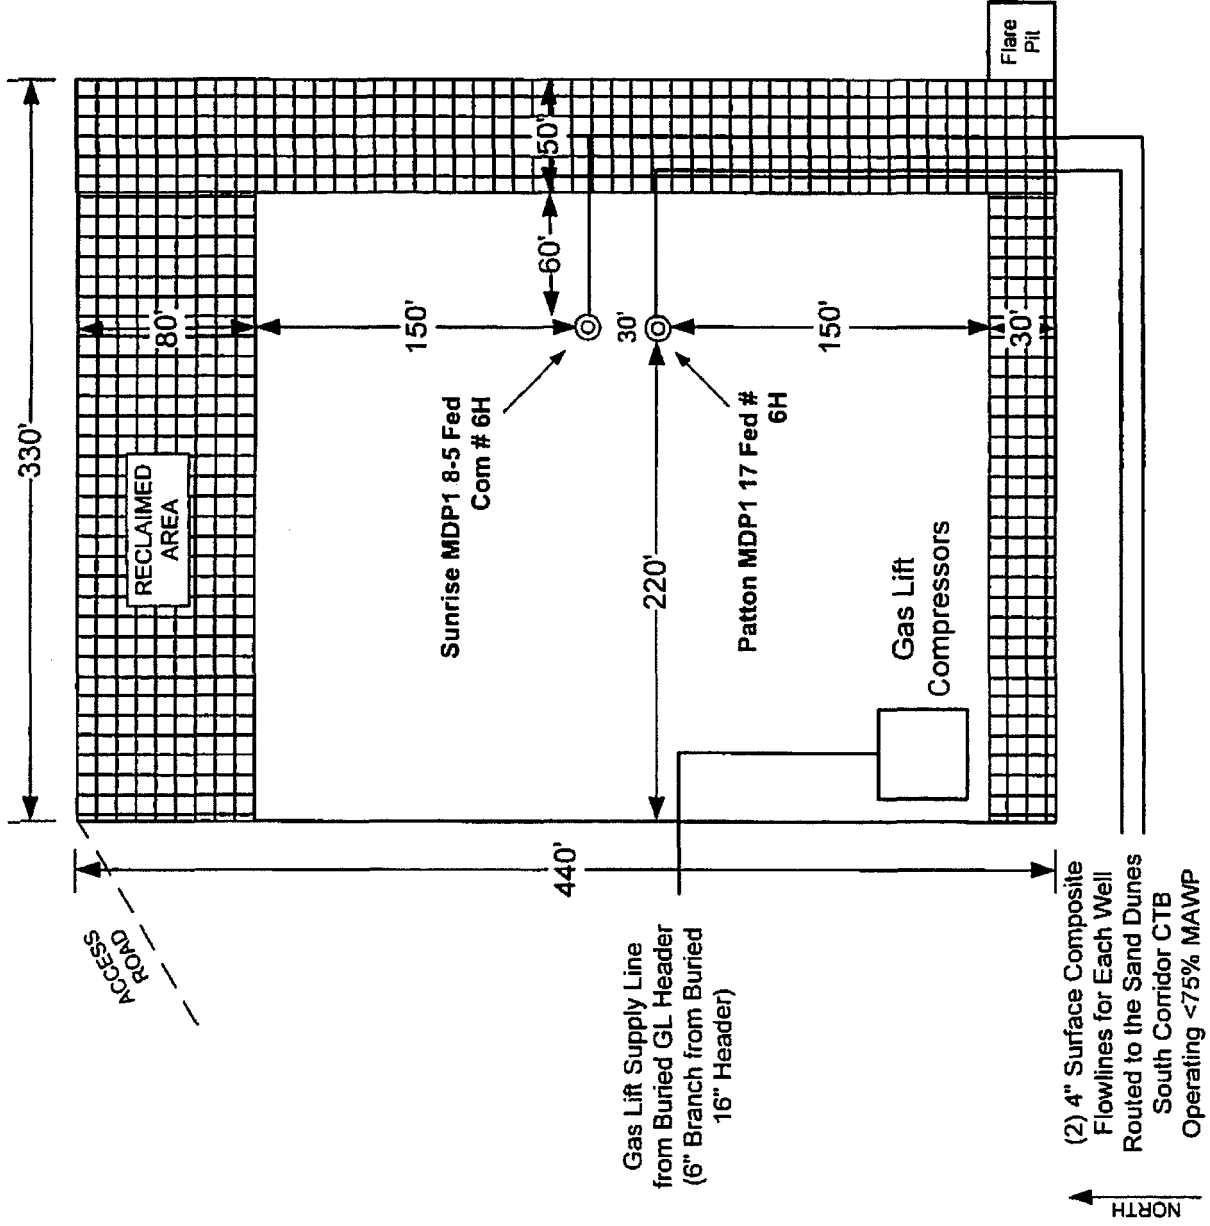 330'
Flare
Pit
80'
50'
RECLAIMED
AREA
60'
150'
Sunrise MDP1 8-5 Fed
Com # 6H
30'
Patton MDP1 17 Fed #
6H
220'
150'
30'
Gas Lift
Compressors
440'
ACCESS
ROAD
Gas Lift Supply Line
from Buried GL Header
(6" Branch from Buried
16" Header)
(2) 4" Surface Composite
Flowlines for Each Well
Routed to the Sand Dunes
South Corridor CTB
Operating <75% MAWP
NORTH